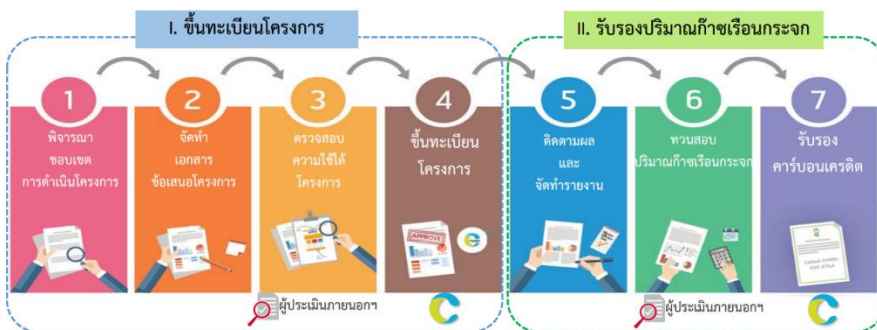 I. ขึ้นทะเบียนโครงการ
II. รับรองปริมาณก๊าซเรือนกระจก
1
พิจารณา
ขอบเขต
การดำเนินโครงการ
2
จัดทำ
เอกสาร
ข้อเสนอโครงการ
3
ตรวจสอบ
ความใช้ได้
โครงการ
4
ขึ้นทะเบียน
โครงการ
APPROVE
5
ติดตามผล
และ
จัดทำรายงาน
6
ทวนสอบ
ปริมาณก๊าซเรือนกระจก
7
รับรอง
คาร์บอนเครดิต
ผู้ประเมินภายนอกฯ
ผู้ประเมินภายนอกฯ